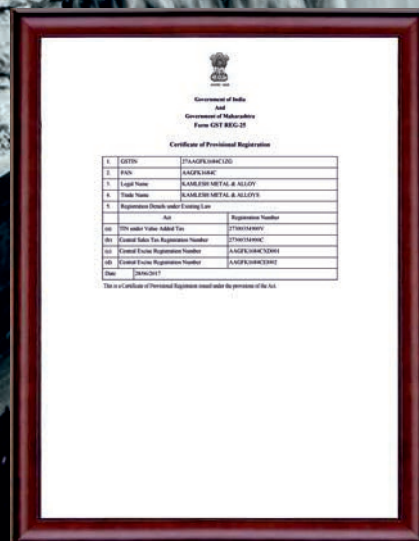 Government of India
And
Government of Maharashtra
Form GST REG-25
Certificate of Provisional Registration
1. GSTIN 27AAGFK1684C1ZG
2. PAN AAGFK1684C
3. Legal Name KAMLESH METAL & ALLOY
4. Trade Name KAMLESH METAL & ALLOYS
5. Registration Details under Existing Law
Act Registration Number
(a) TIN under Value Added Tax
(b) Central Sales Tax Registration Number
(c) Central Excise Registration Number
(d) Central Excise Registration Number
Date 28/06/2017
This is a Certificate of Provisional Registration issued under the provisions of the Act.